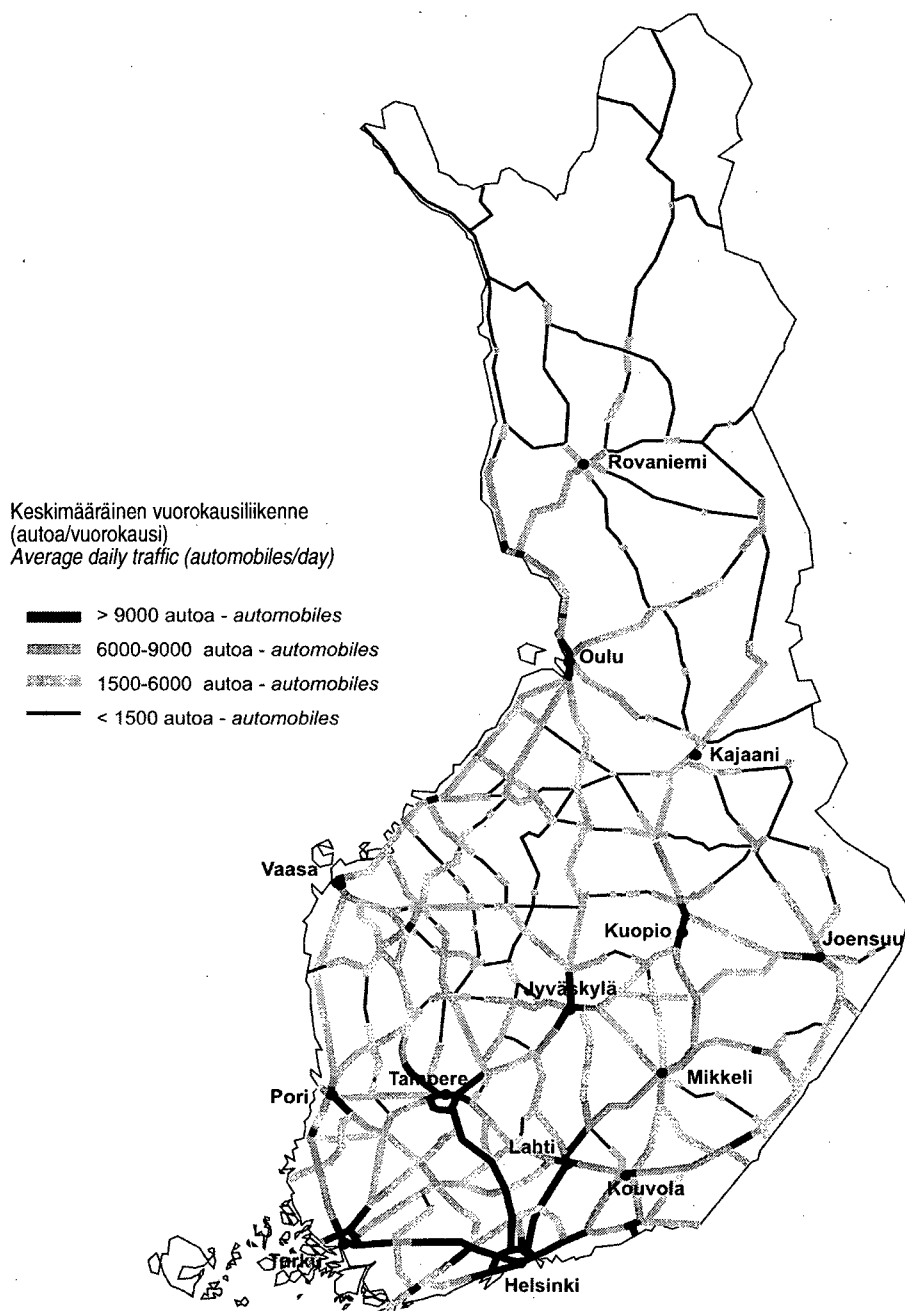 Rovaniemi
Keskimääräinen vuorokausiliikenne
(autoa/vuorokausi)
Average daily traffic (automobiles/day)
> 9000 autoa - automobiles
6000-9000 autoa - automobiles
1500-6000 autoa - automobiles
< 1500 autoa - automobiles
Oulu
Kajaani
Vaasa
Kuopio
Joensuu
Jyväskylä
Mikkeli
Tampere
Pori
Lahti
Kouvola
Turku
Helsinki